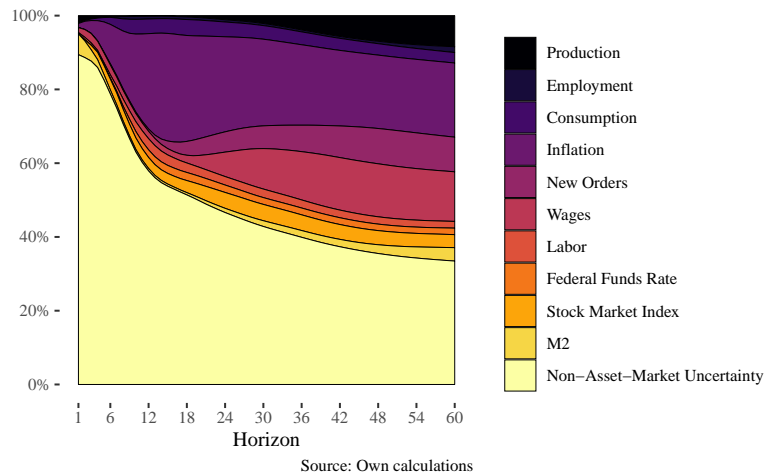 100%
80%
60%
40%
20%
0%
1 6 12 18 24 30 36 42 48 54 60
Horizon
Source: Own calculations
Production
Employment
Consumption
Inflation
New Orders
Wages
Labor
Federal Funds Rate
Stock Market Index
M2
Non−Asset−Market Uncertainty